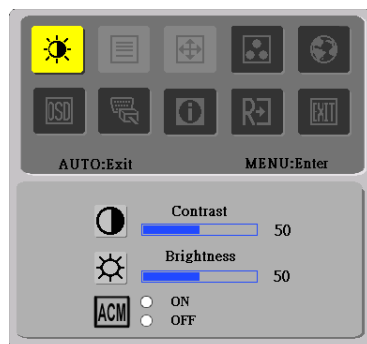 OSD i R EXIT
AUTO:Exit MENU:Enter
Contrast
50
Brightness
50
ACM ON
OFF